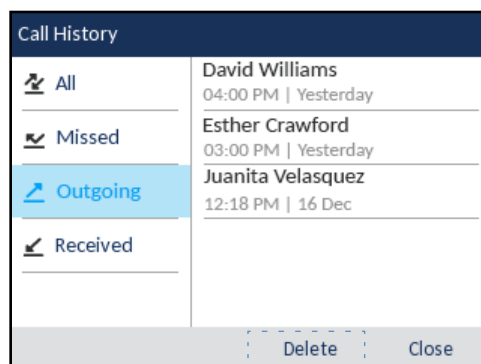 Call History
All
Missed
Outgoing
Received
David Williams
04:00 PM | Yesterday
Esther Crawford
03:00 PM | Yesterday
Juanita Velasquez
12:18 PM | 16 Dec
Delete Close